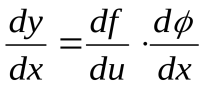 dy/dx = df/du · dϕ/dx